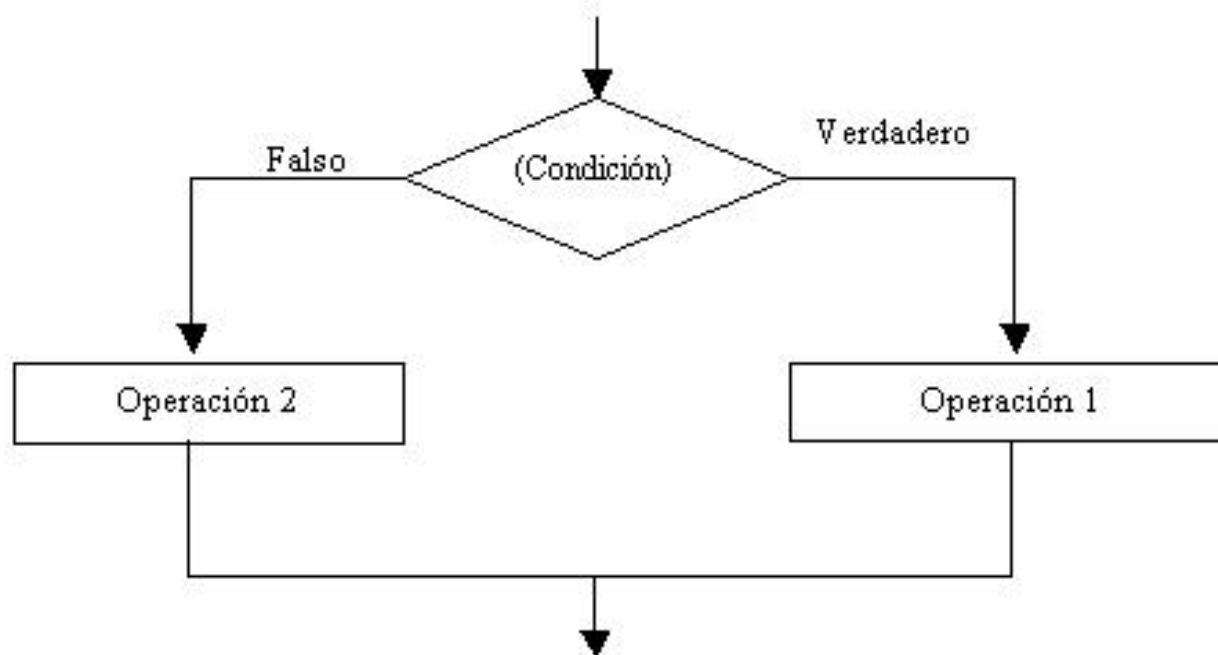 Verdadero
Falso
(Condición)
Operación 2
Operación 1